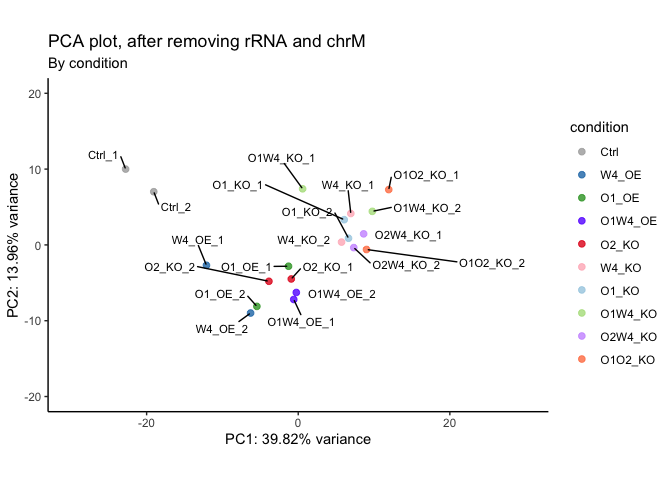 PCA plot, after removing rRNA and chrM
By condition
20
10
0
-10
-20
PC2: 13.96% variance
Ctrl_1
Ctrl_2
O1W4_KO_1
O1_KO_1
W4_KO_1
O1O2_KO_1
O1_KO_2
O1W4_KO_2
W4_OE_1
W4_KO_2
O2W4_KO_1
O2_KO_2
O1_OE_1
O2_KO_1
O2W4_KO_2
O1O2_KO_2
O1_OE_2
O1W4_OE_2
W4_OE_2
O1W4_OE_1
-20
0
20
PC1: 39.82% variance
condition
Ctrl
W4_OE
O1_OE
O1W4_OE
O2_KO
W4_KO
O1_KO
O1W4_KO
O2W4_KO
O1O2_KO